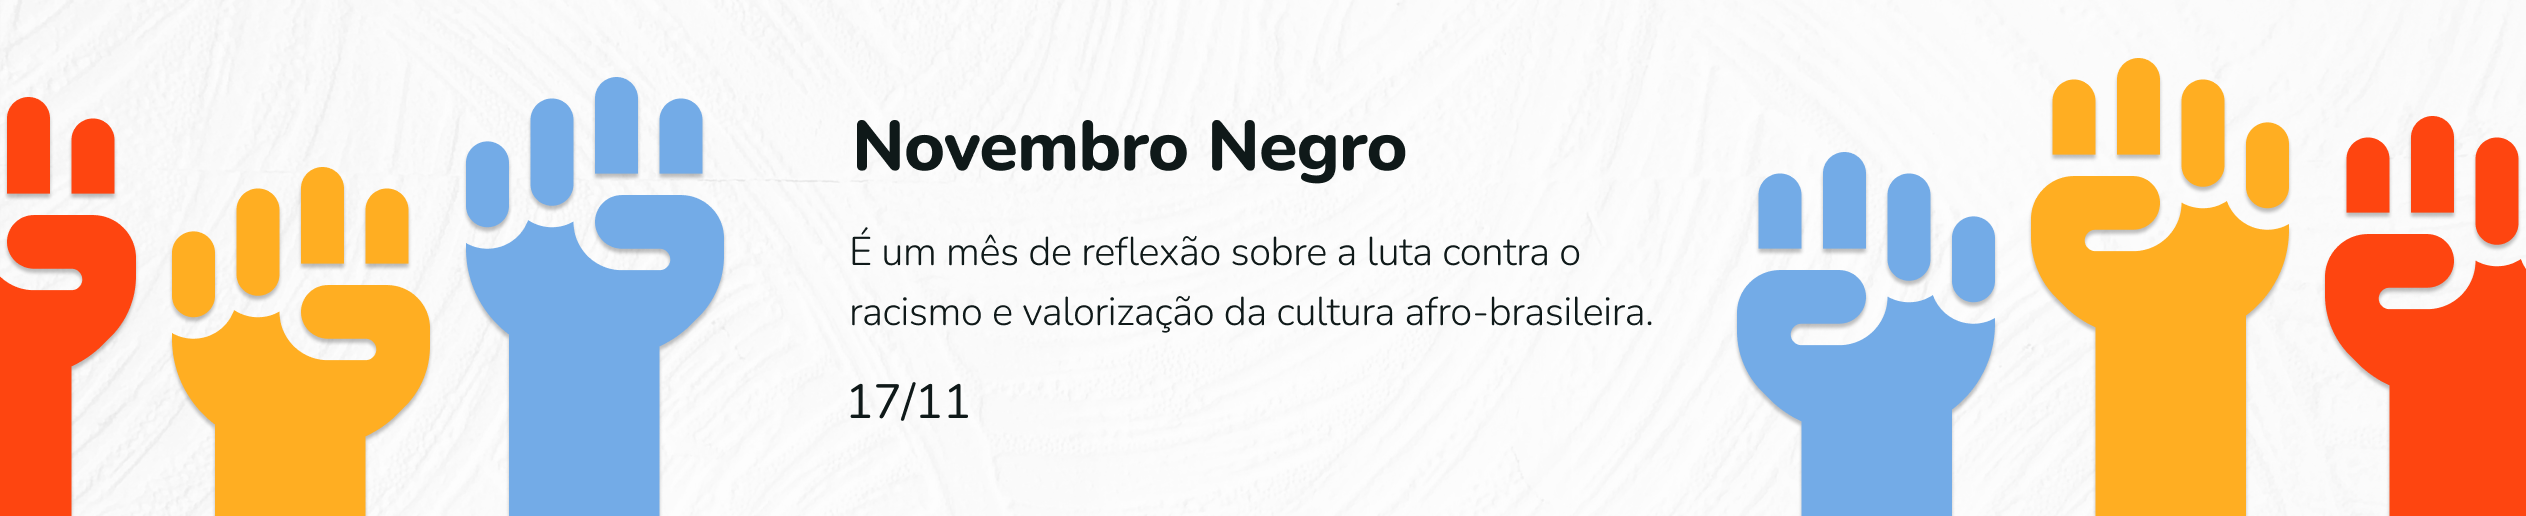 Novembro Negro
É um mês de reflexão sobre a luta contra o
racismo e valorização da cultura afro-brasileira.
17/11